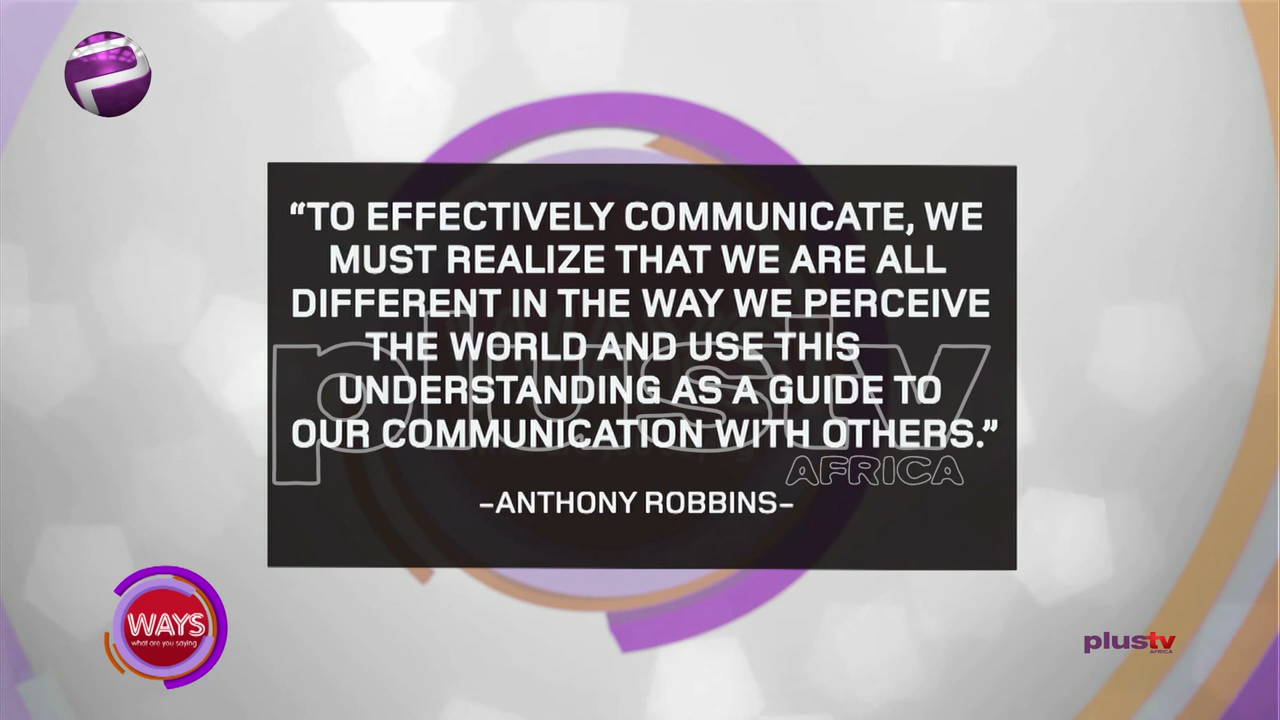 “TO EFFECTIVELY COMMUNICATE, WE
MUST REALIZE THAT WE ARE ALL
DIFFERENT IN THE WAY WE PERCEIVE
THE WORLD AND USE THIS
UNDERSTANDING AS A GUIDE TO
OUR COMMUNICATION WITH OTHERS.”
–ANTHONY ROBBINS–
plustv
AFRICA
WAYS
what are you saying
plustv
AFRICA